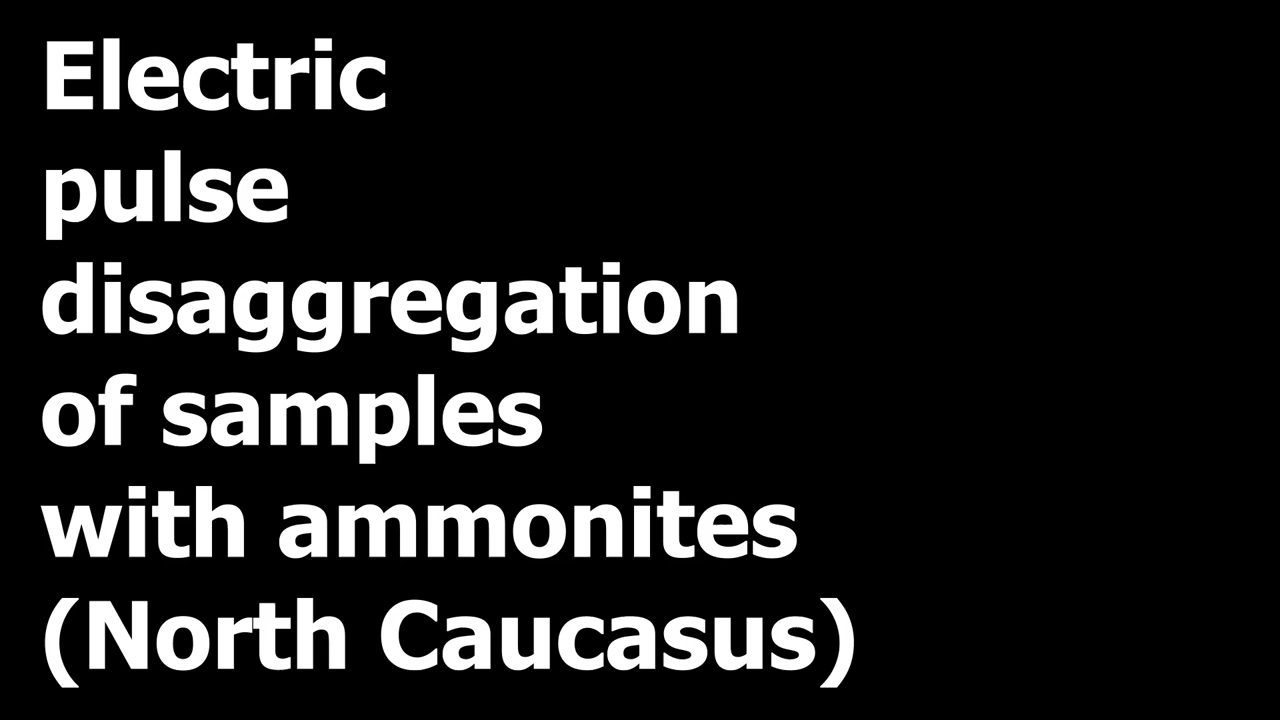 Electric
pulse
disaggregation
of samples
with ammonites
(North Caucasus)